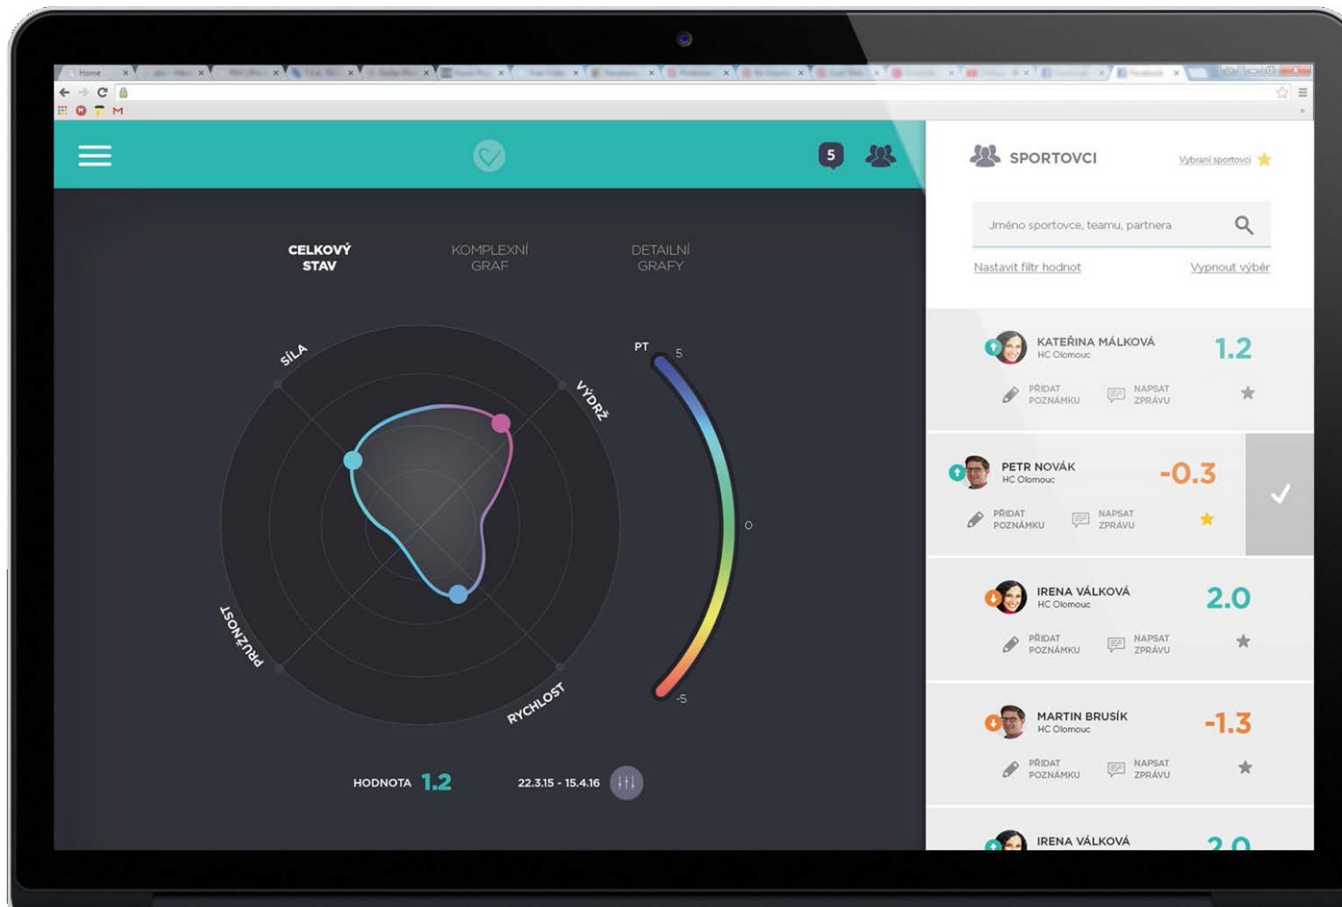 Home
5
SPORTOVCI
Vybraní sportovci
Jméno sportovce, teamu, partnera
Nastavit filtr hodnot
Vypnout výběr
CELKOVÝ
STAV
KOMPLEXNÍ
GRAF
DETAILNÍ
GRAFY
SÍLA
VÝDRŽ
PRUŽNOST
RYCHLOST
PT
5
0
-5
HODNOTA 1.2
22.3.15 - 15.4.16
KATEŘINA MÁLKOVÁ
HC Olomouc
1.2
PŘIDAT
POZNÁMKU
NAPSAT
ZPRÁVU
PETR NOVÁK
HC Olomouc
-0.3
PŘIDAT
POZNÁMKU
NAPSAT
ZPRÁVU
IRENA VÁLKOVÁ
HC Olomouc
2.0
PŘIDAT
POZNÁMKU
NAPSAT
ZPRÁVU
MARTIN BRUSÍK
HC Olomouc
-1.3
PŘIDAT
POZNÁMKU
NAPSAT
ZPRÁVU
IRENA VÁLKOVÁ
2.0